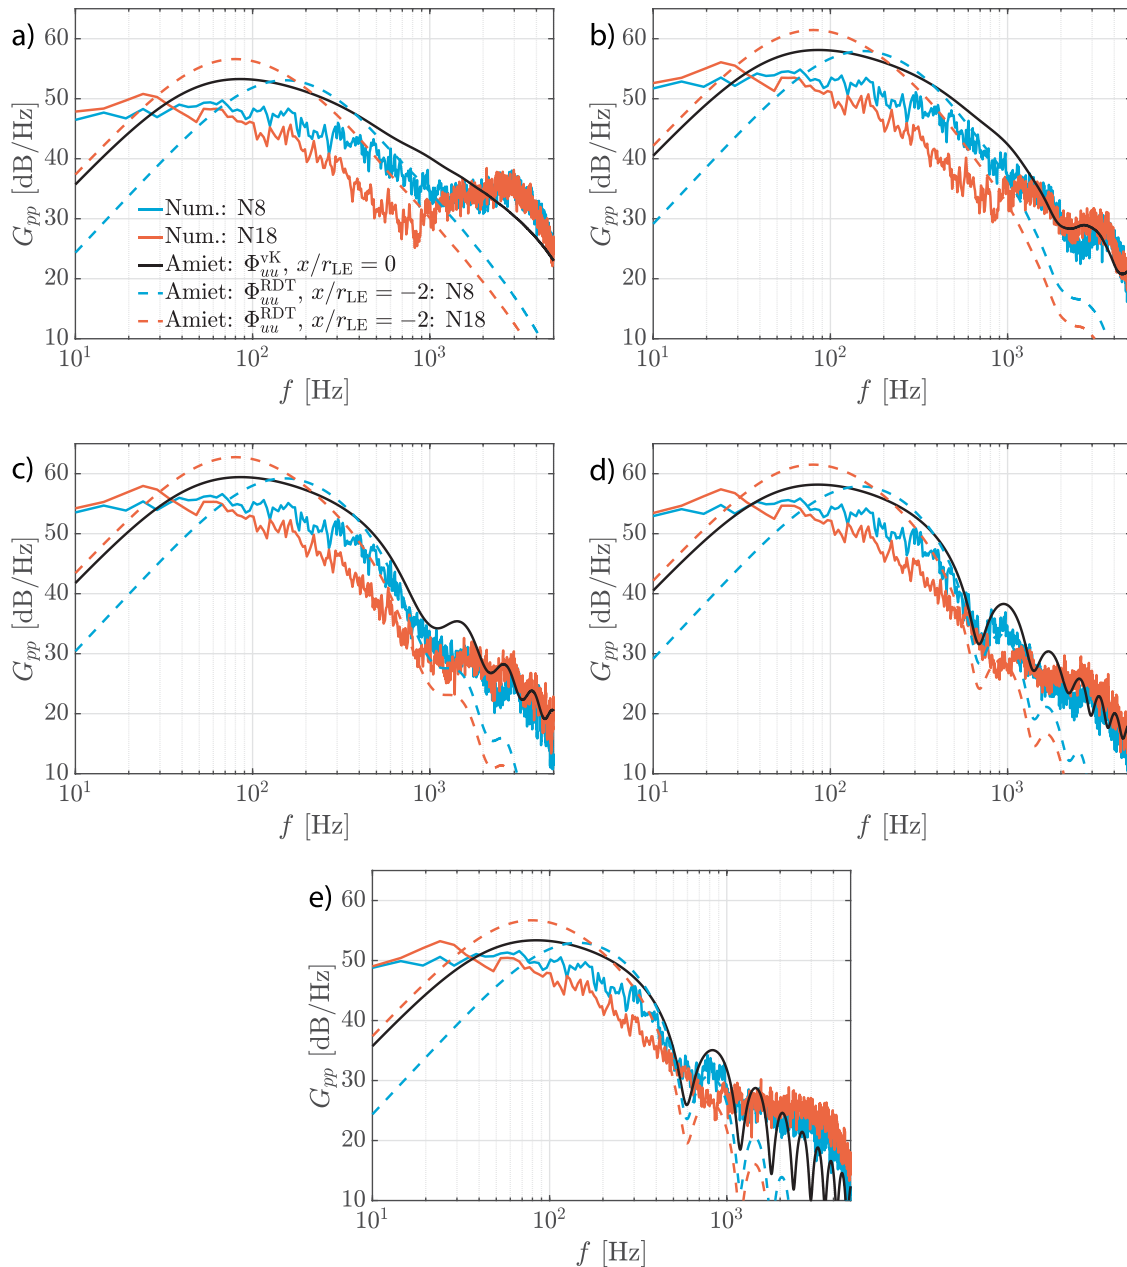 a)
60
50
40
30
20
10
G_pp [dB/Hz]
Num.: N8
Num.: N18
Amiet: Φ_uu^vK, x/r_LE = 0
Amiet: Φ_uu^RDT, x/r_LE = −2: N8
Amiet: Φ_uu^RDT, x/r_LE = −2: N18
10^1 10^2 10^3
f [Hz]
b)
60
50
40
30
20
10
G_pp [dB/Hz]
10^1 10^2 10^3
f [Hz]
c)
60
50
40
30
20
10
G_pp [dB/Hz]
10^1 10^2 10^3
f [Hz]
d)
60
50
40
30
20
10
G_pp [dB/Hz]
10^1 10^2 10^3
f [Hz]
e)
60
50
40
30
20
10
G_pp [dB/Hz]
10^1 10^2 10^3
f [Hz]